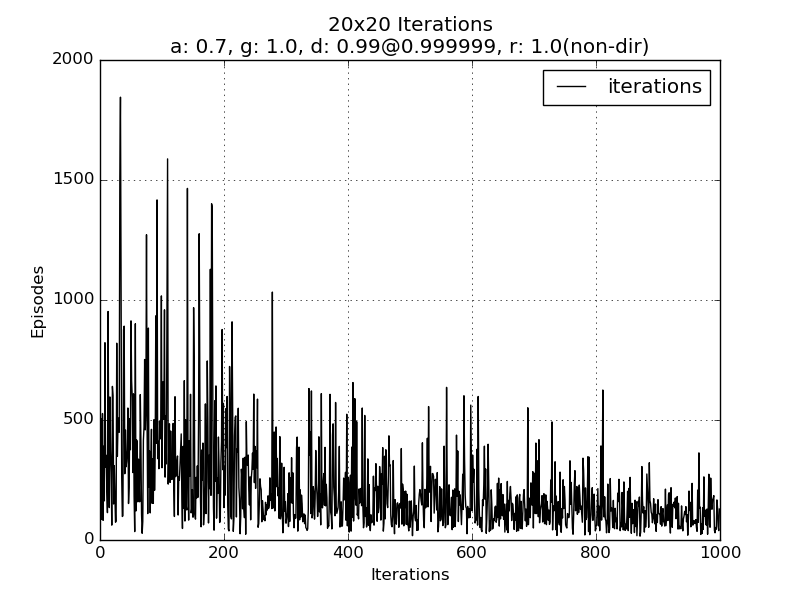 20x20 Iterations
a: 0.7, g: 1.0, d: 0.99@0.999999, r: 1.0(non-dir)
iterations
2000
1500
1000
500
0
Episodes
0 200 400 600 800 1000
Iterations